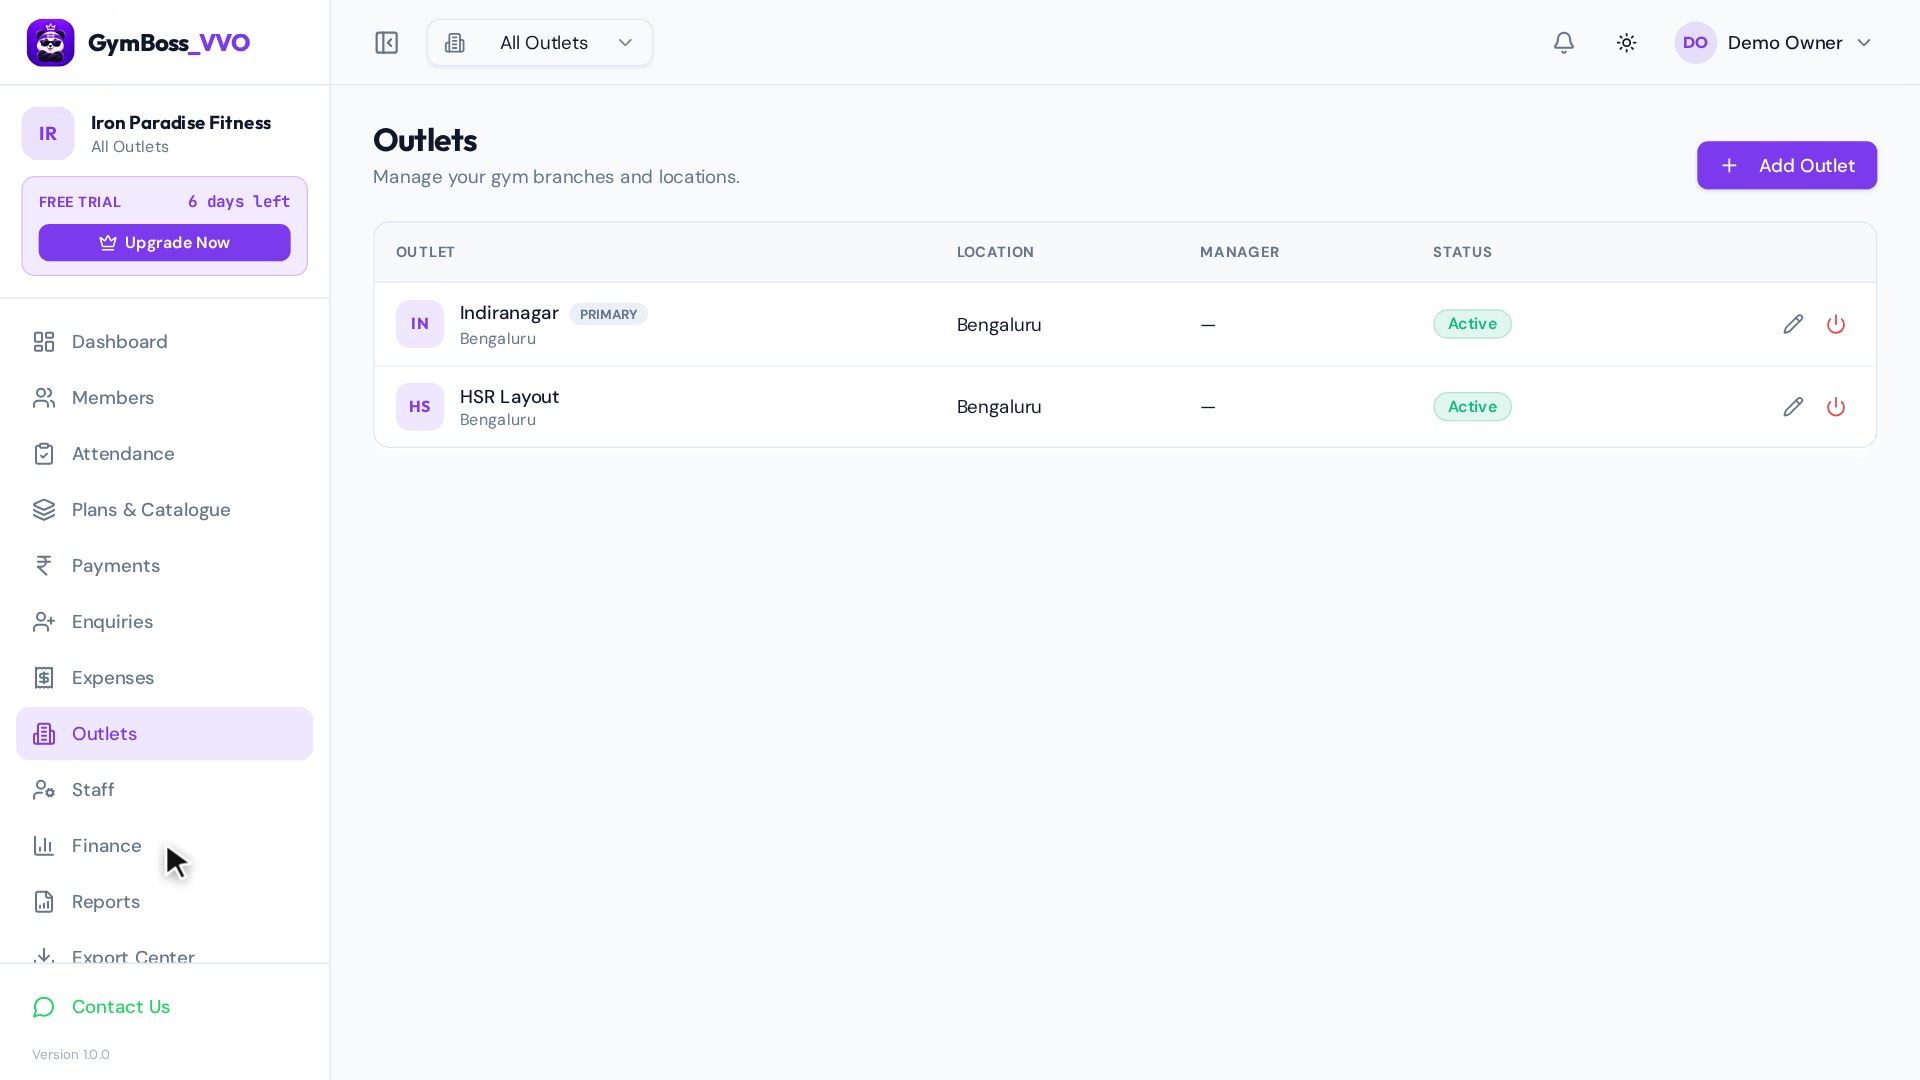 GymBoss_VVO
All Outlets
DO
Demo Owner
IR
Iron Paradise Fitness
All Outlets
FREE TRIAL
6 days left
Upgrade Now
Dashboard
Members
Attendance
Plans & Catalogue
Payments
Enquiries
Expenses
Outlets
Staff
Finance
Reports
Export Center
Contact Us
Version 1.0.0
Outlets
Manage your gym branches and locations.
+ Add Outlet
OUTLET
LOCATION
MANAGER
STATUS
IN
Indiranagar
PRIMARY
Bengaluru
Bengaluru
—
Active
HS
HSR Layout
Bengaluru
Bengaluru
—
Active